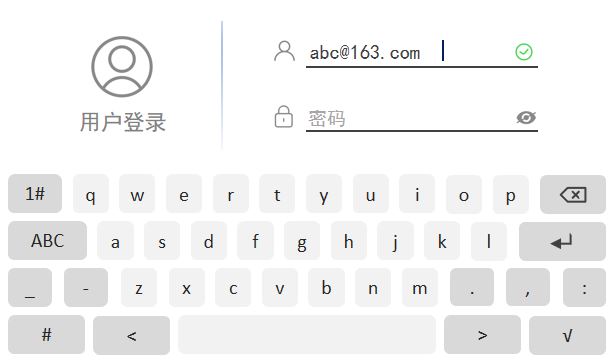 abc@163.com
用户登录
密码
1# q w e r t y u i o p
ABC a s d f g h j k l
_ - z x c v b n m . , :
# < > √